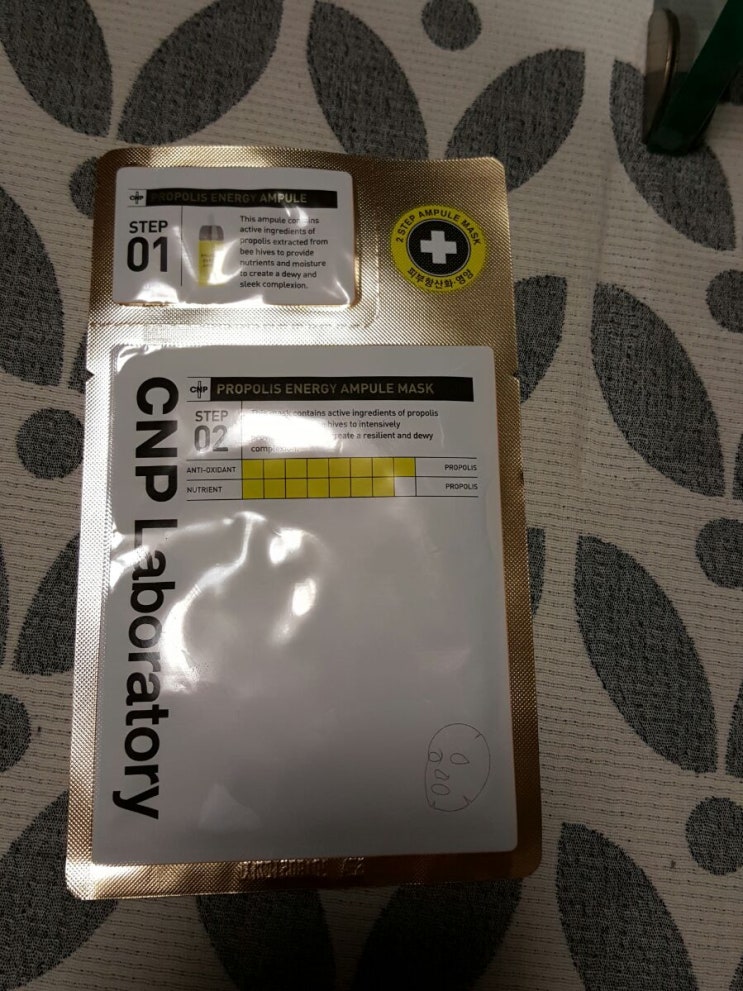 CNP PROPOLIS ENERGY AMPULE
STEP
01
This ampule contains
active ingredients of
propolis extracted from
bee hives to provide
nutrients and moisture
to create a dewy and
sleek complexion.
2 STEP AMPULE MASK
피부항산화·영양
CNP PROPOLIS ENERGY AMPULE MASK
STEP
02
This mask contains active ingredients of propolis
hives to intensively
create a resilient and dewy
complexion.
ANTI-OXIDANT PROPOLIS
NUTRIENT PROPOLIS
CNP Laboratory